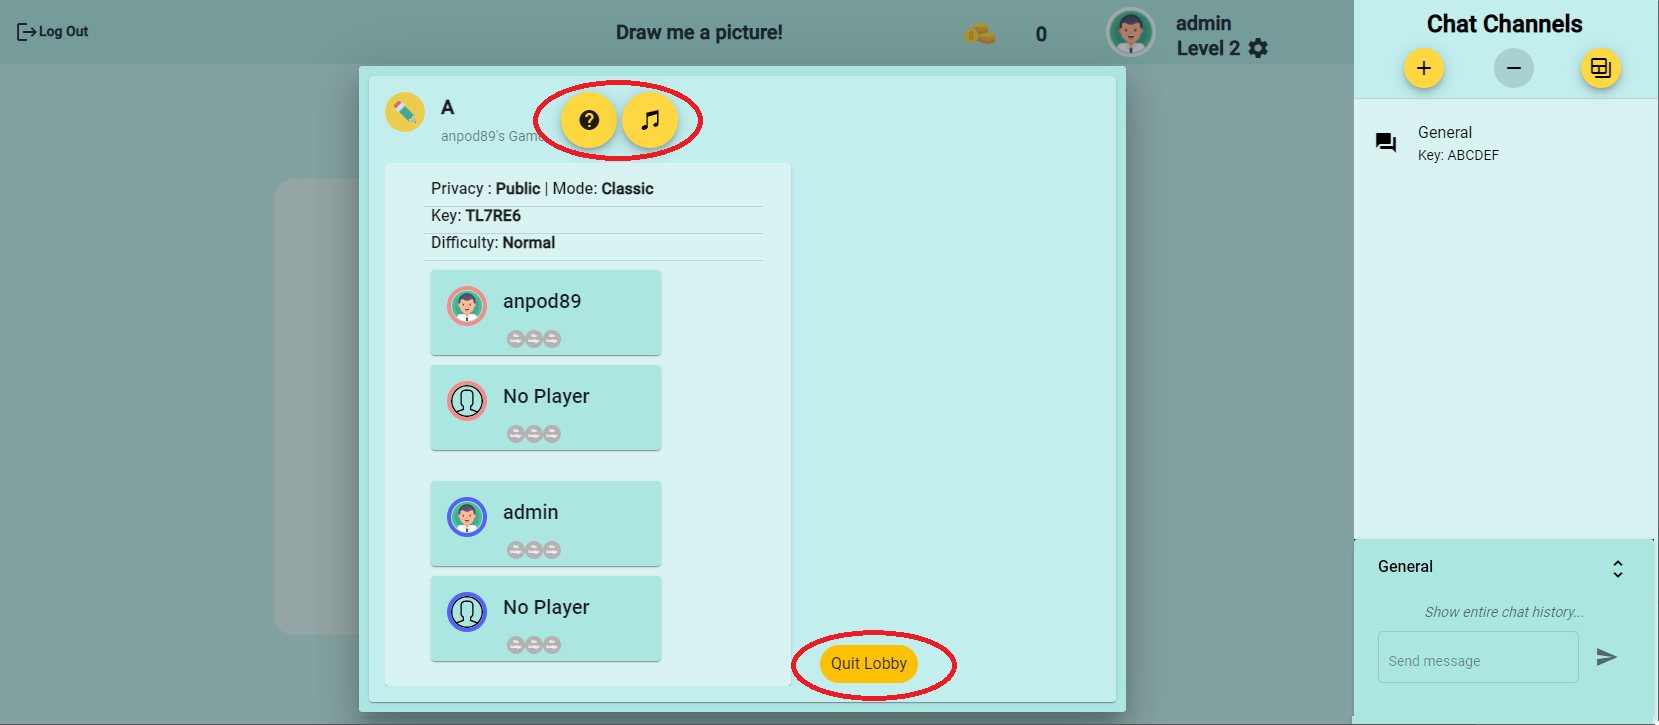 Log Out
Draw me a picture!
0
admin
Level 2
A
anpod89's Game
Privacy : Public | Mode: Classic
Key: TL7RE6
Difficulty: Normal
anpod89
No Player
admin
No Player
Quit Lobby
Chat Channels
General
Key: ABCDEF
General
Show entire chat history...
Send message